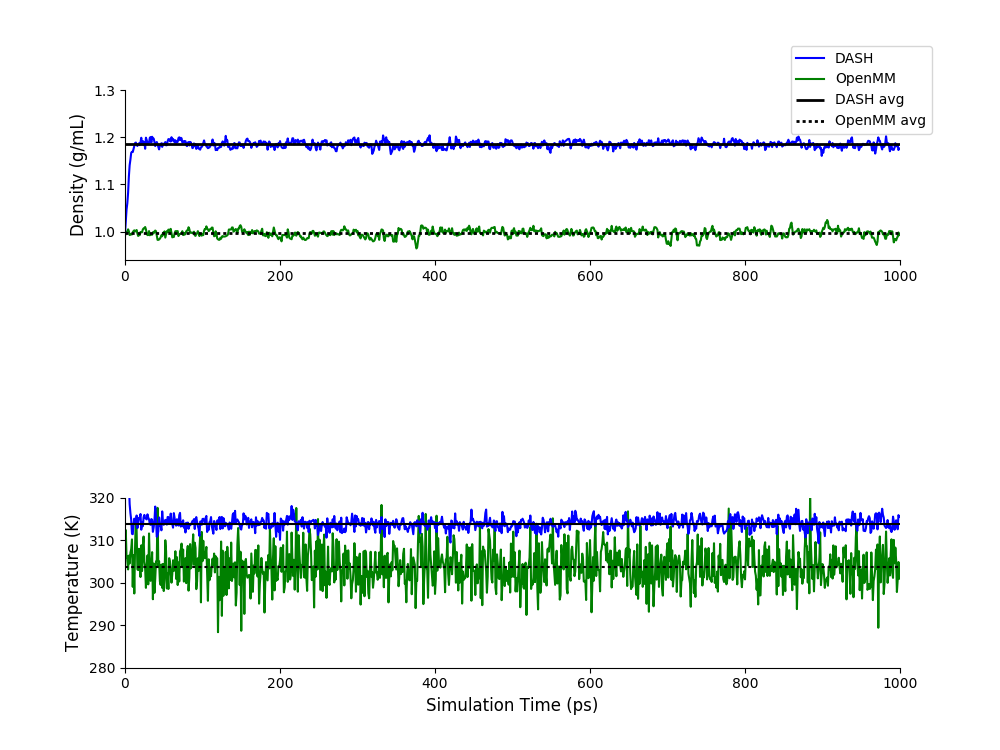 DASH
OpenMM
DASH avg
OpenMM avg
Density (g/mL)
1.3
1.2
1.1
1.0
0 200 400 600 800 1000
Temperature (K)
320
310
300
290
280
0 200 400 600 800 1000
Simulation Time (ps)